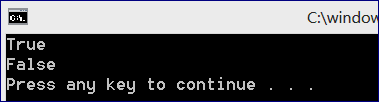 C:\window
True
False
Press any key to continue . . .